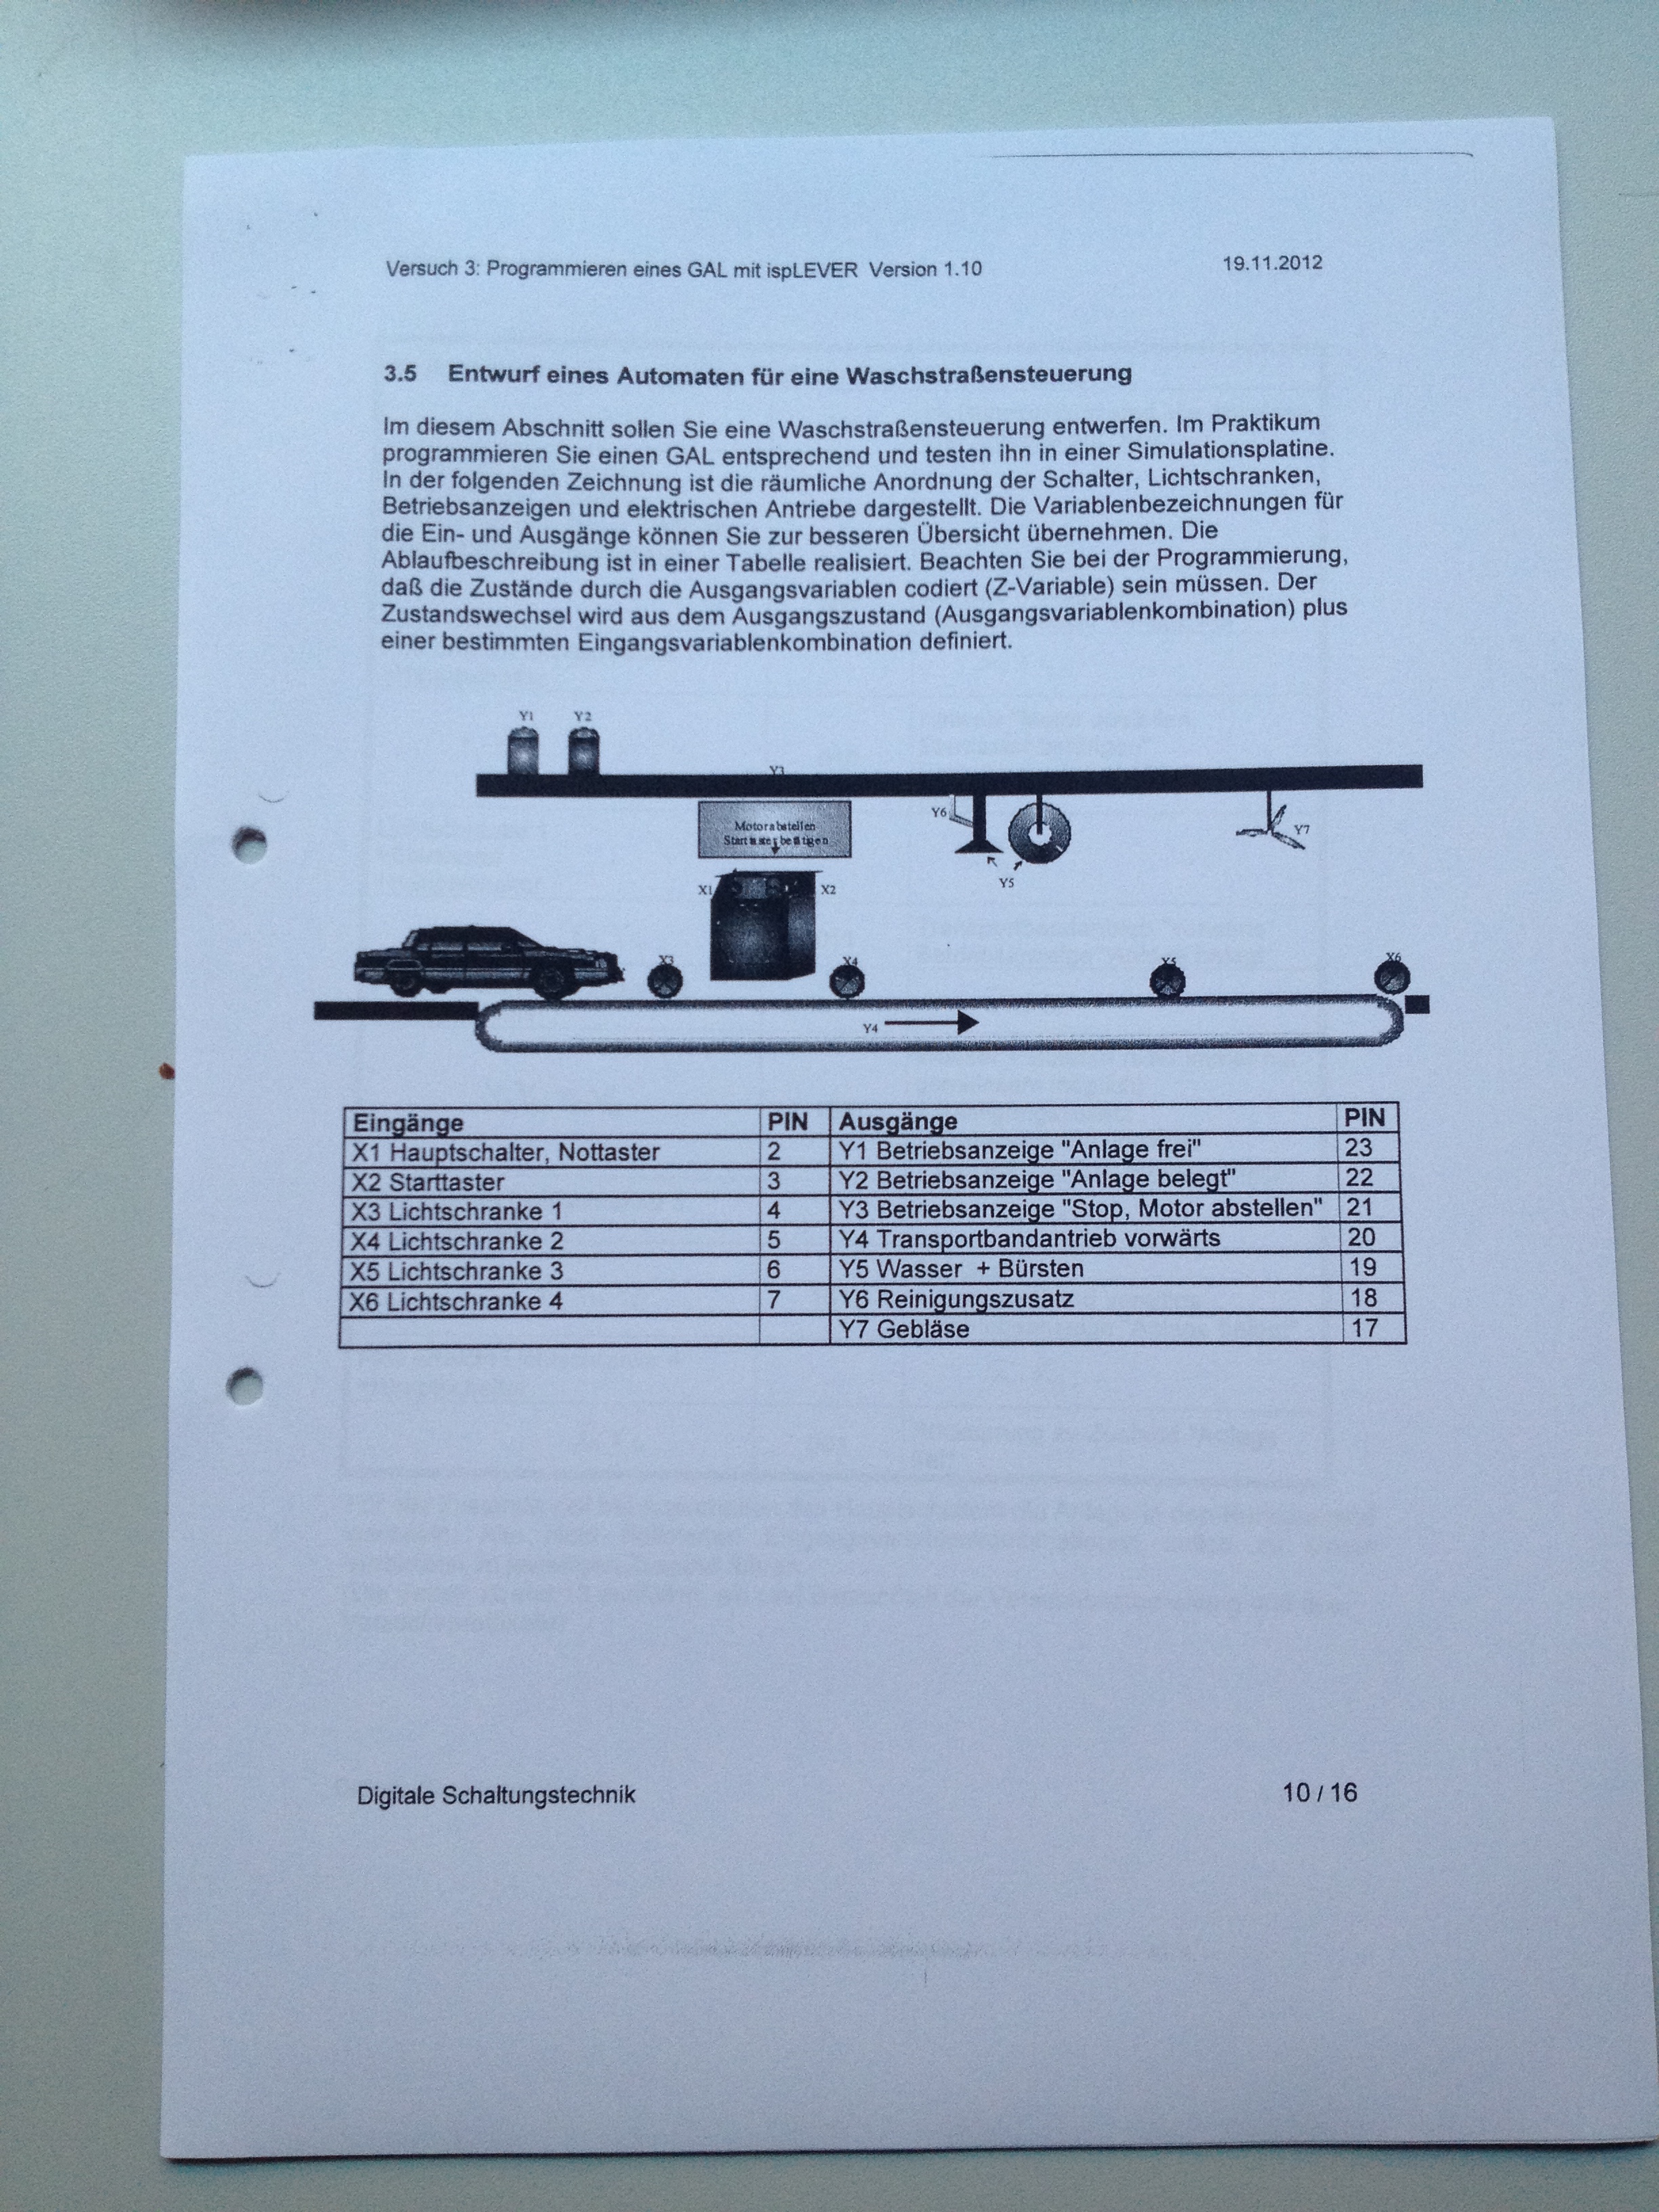 Versuch 3: Programmieren eines GAL mit ispLEVER Version 1.10 19.11.2012
3.5 Entwurf eines Automaten für eine Waschstraßensteuerung
Im diesem Abschnitt sollen Sie eine Waschstraßensteuerung entwerfen. Im Praktikum
programmieren Sie einen GAL entsprechend und testen ihn in einer Simulationsplatine.
In der folgenden Zeichnung ist die räumliche Anordnung der Schalter, Lichtschranken,
Betriebsanzeigen und elektrischen Antriebe dargestellt. Die Variablenbezeichnungen für
die Ein- und Ausgänge können Sie zur besseren Übersicht übernehmen. Die
Ablaufbeschreibung ist in einer Tabelle realisiert. Beachten Sie bei der Programmierung,
daß die Zustände durch die Ausgangsvariablen codiert (Z-Variable) sein müssen. Der
Zustandswechsel wird aus dem Ausgangszustand (Ausgangsvariablenkombination) plus
einer bestimmten Eingangsvariablenkombination definiert.
Y1 Y2
Y3
Motor abstellen
Y6
Y7
Y5
X1 X2
X3 X4 X5 X6
Y4
Eingänge PIN Ausgänge PIN
X1 Hauptschalter, Nottaster 2 Y1 Betriebsanzeige "Anlage frei" 23
X2 Starttaster 3 Y2 Betriebsanzeige "Anlage belegt" 22
X3 Lichtschranke 1 4 Y3 Betriebsanzeige "Stop, Motor abstellen" 21
X4 Lichtschranke 2 5 Y4 Transportbandantrieb vorwärts 20
X5 Lichtschranke 3 6 Y5 Wasser + Bürsten 19
X6 Lichtschranke 4 7 Y6 Reinigungszusatz 18
Y7 Gebläse 17
Digitale Schaltungstechnik 10 / 16